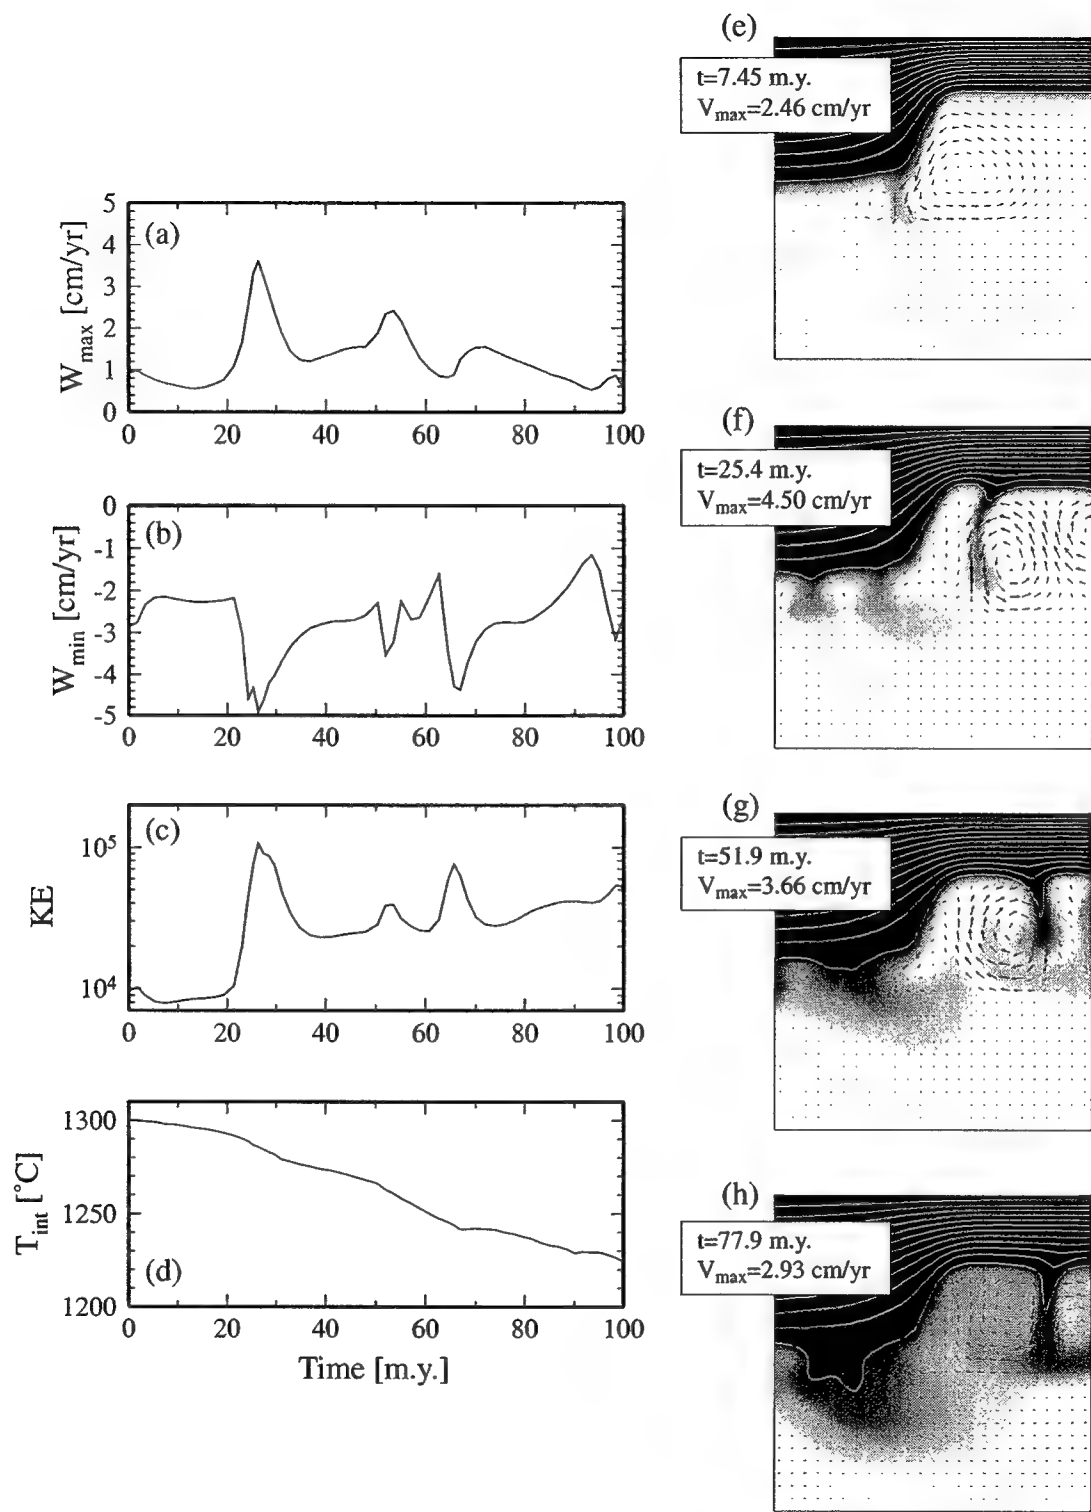 (a)
W_max [cm/yr]
5
4
3
2
1
0
0 20 40 60 80 100
(b)
W_min [cm/yr]
0
-1
-2
-3
-4
-5
0 20 40 60 80 100
(c)
KE
10^5
10^4
0 20 40 60 80 100
(d)
T_int [°C]
1300
1250
1200
0 20 40 60 80 100
Time [m.y.]
(e)
t=7.45 m.y.
V_max=2.46 cm/yr
(f)
t=25.4 m.y.
V_max=4.50 cm/yr
(g)
t=51.9 m.y.
V_max=3.66 cm/yr
(h)
t=77.9 m.y.
V_max=2.93 cm/yr